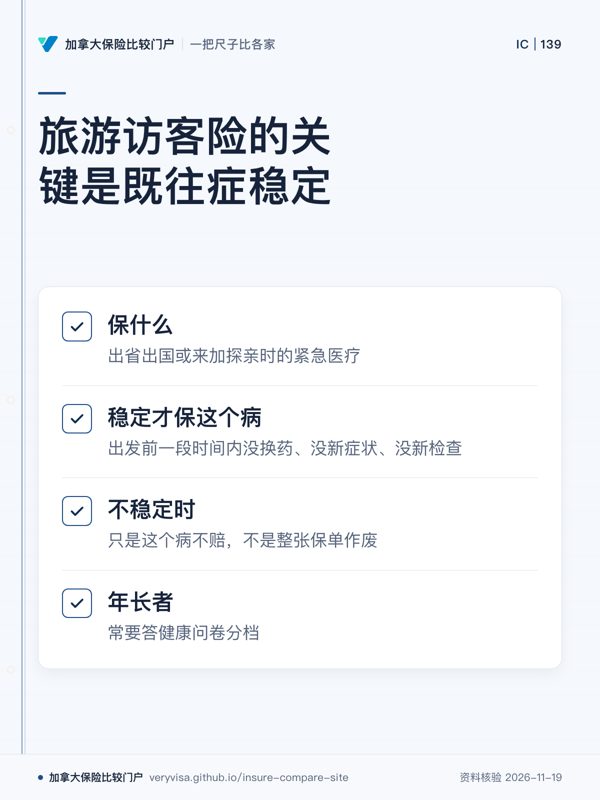 加拿大保险比较门户 | 一把尺子比各家
IC | 139
旅游访客险的关
键是既往症稳定
保什么
出省出国或来加探亲时的紧急医疗
稳定才保这个病
出发前一段时间内没换药、没新症状、没新检查
不稳定时
只是这个病不赔，不是整张保单作废
年长者
常要答健康问卷分档
加拿大保险比较门户 veryvisa.github.io/insure-compare-site
资料核验 2026-11-19